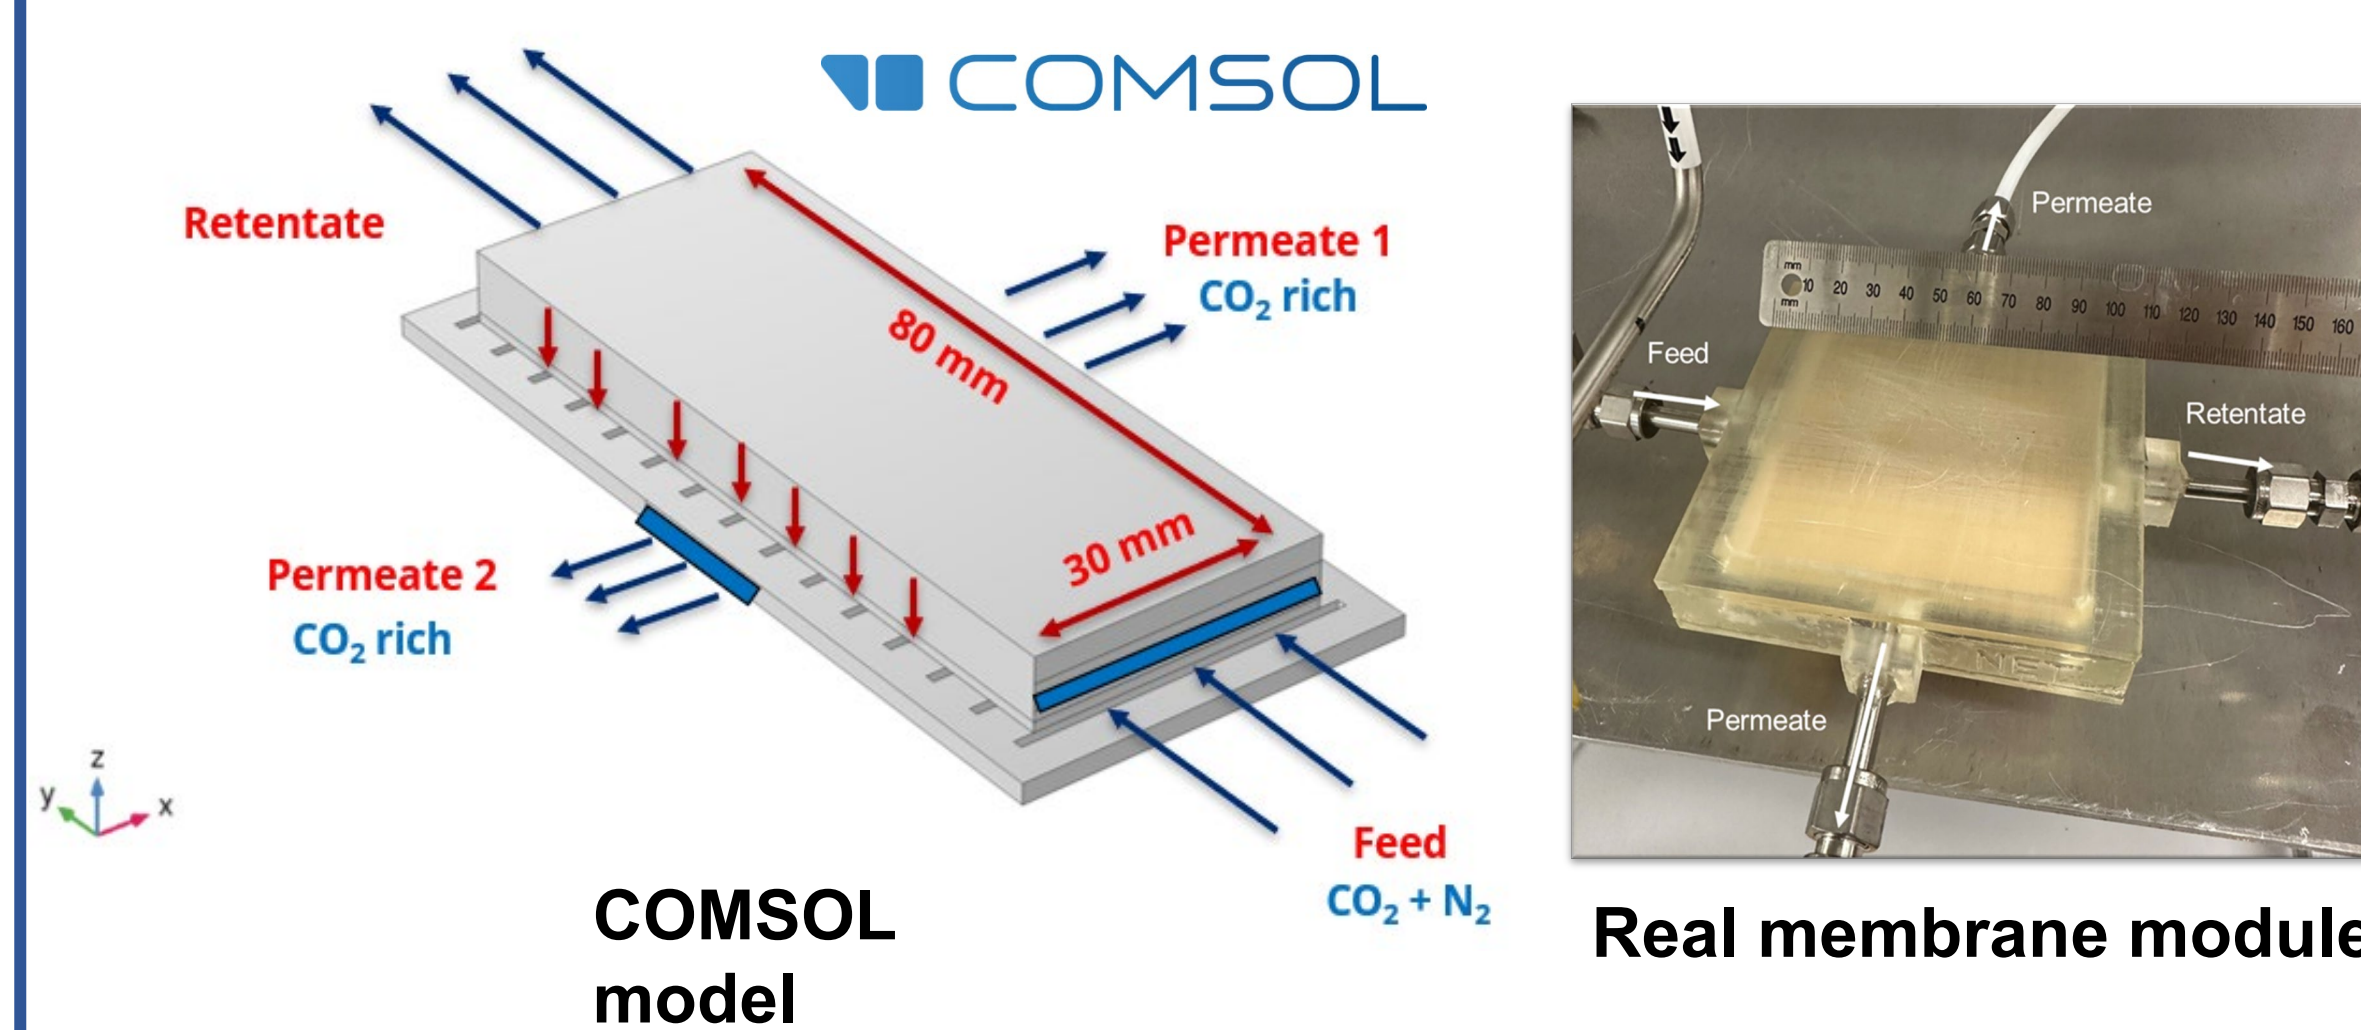 COMSOL
Retentate
Permeate 1
CO₂ rich
80 mm
30 mm
Permeate 2
CO₂ rich
z
y
x
Feed
CO₂ + N₂
COMSOL
model
Permeate
mm
10 20 30 40 50 60 70 80 90 100 110 120 130 140 150 160
mm
Feed
Retentate
Permeate
Real membrane module